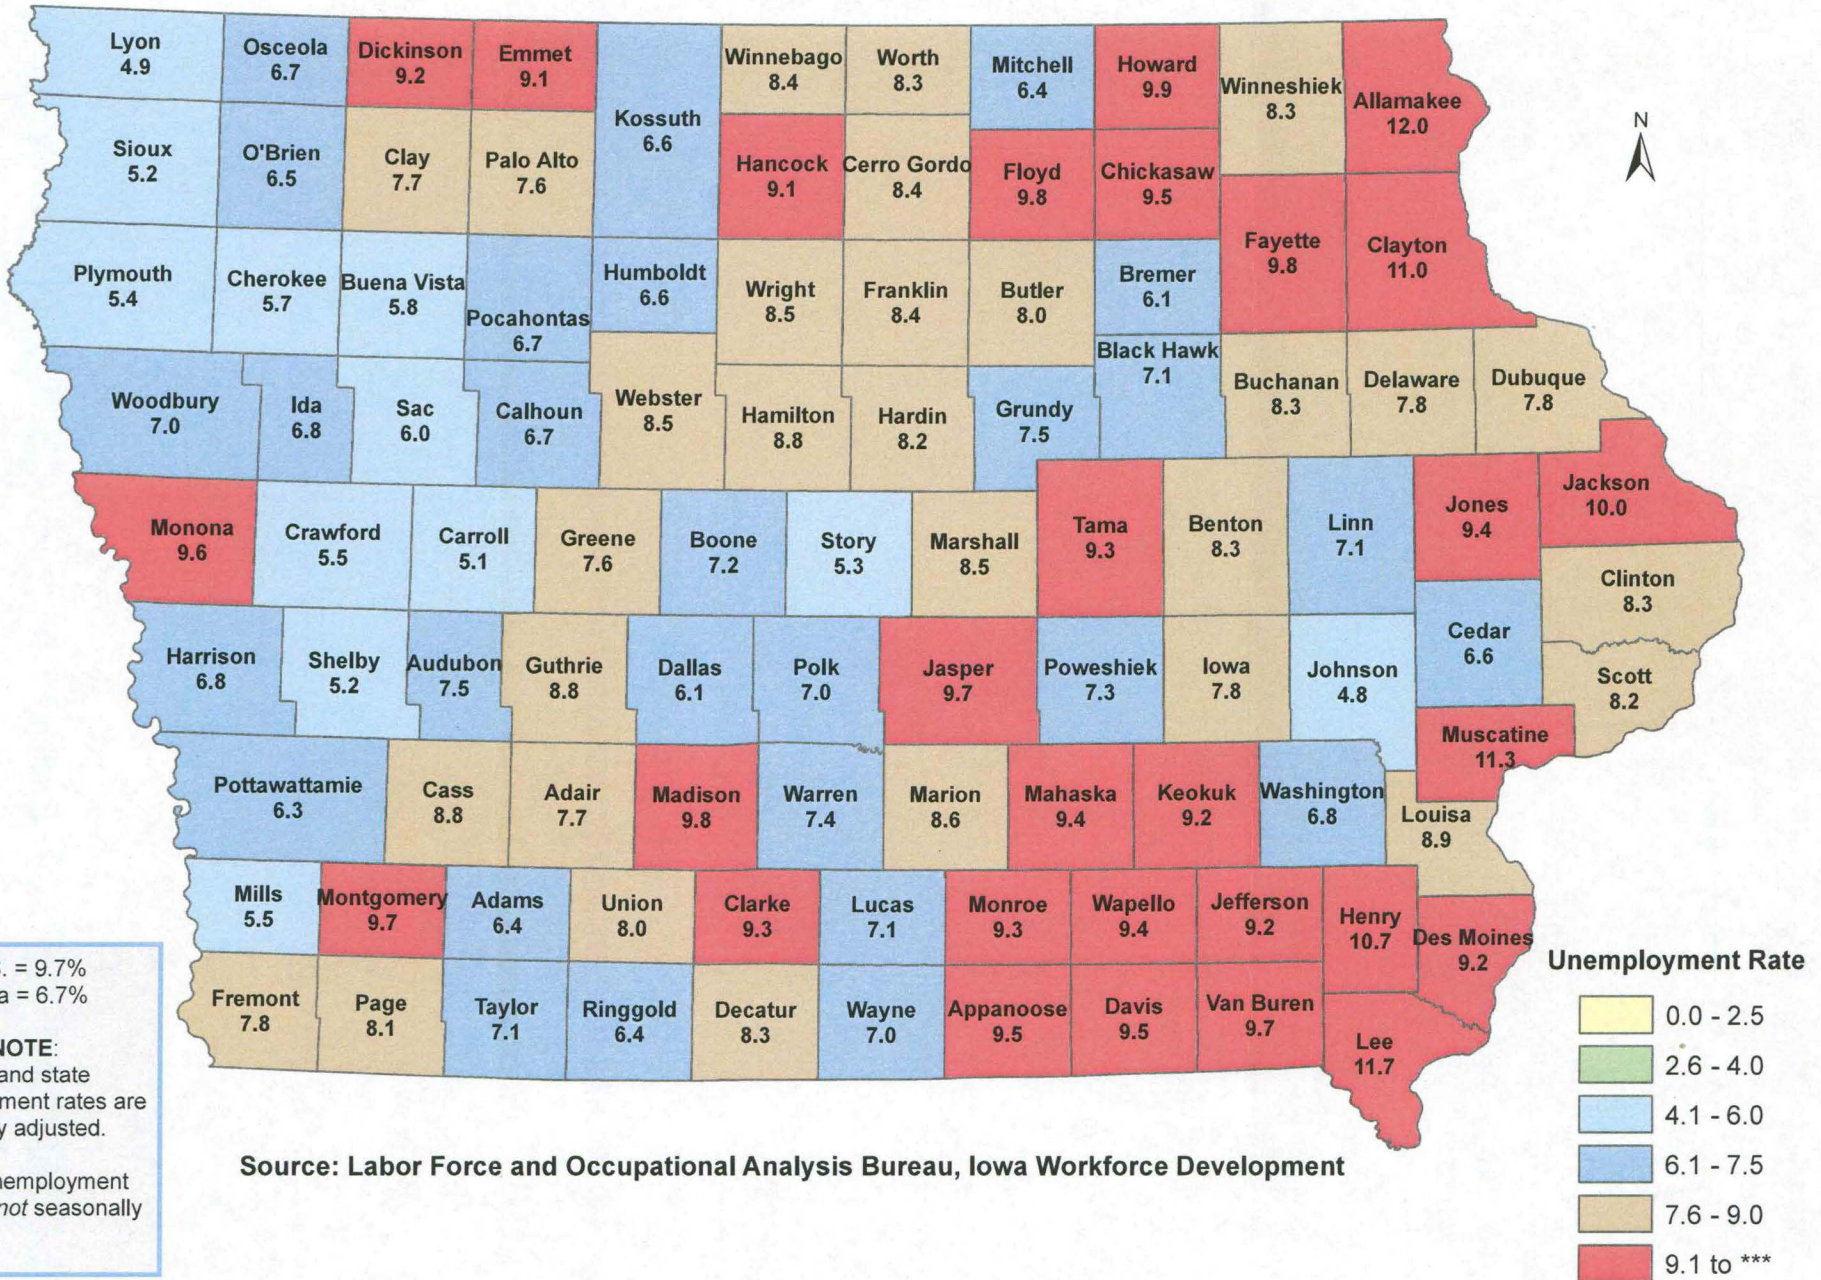 Lyon
4.9
Osceola
6.7
Dickinson
9.2
Emmet
9.1
Kossuth
6.6
Winnebago
8.4
Worth
8.3
Mitchell
6.4
Howard
9.9
Winneshiek
8.3
Allamakee
12.0
N
Sioux
5.2
O'Brien
6.5
Clay
7.7
Palo Alto
7.6
Hancock
9.1
Cerro Gordo
8.4
Floyd
9.8
Chickasaw
9.5
Fayette
9.8
Clayton
11.0
Plymouth
5.4
Cherokee
5.7
Buena Vista
5.8
Pocahontas
6.7
Humboldt
6.6
Wright
8.5
Franklin
8.4
Butler
8.0
Bremer
6.1
Black Hawk
7.1
Buchanan
8.3
Delaware
7.8
Dubuque
7.8
Woodbury
7.0
Ida
6.8
Sac
6.0
Calhoun
6.7
Webster
8.5
Hamilton
8.8
Hardin
8.2
Grundy
7.5
Monona
9.6
Crawford
5.5
Carroll
5.1
Greene
7.6
Boone
7.2
Story
5.3
Marshall
8.5
Tama
9.3
Benton
8.3
Linn
7.1
Jones
9.4
Jackson
10.0
Clinton
8.3
Harrison
6.8
Shelby
5.2
Audubon
7.5
Guthrie
8.8
Dallas
6.1
Polk
7.0
Jasper
9.7
Poweshiek
7.3
Iowa
7.8
Johnson
4.8
Cedar
6.6
Scott
8.2
Muscatine
11.3
Pottawattamie
6.3
Cass
8.8
Adair
7.7
Madison
9.8
Warren
7.4
Marion
8.6
Mahaska
9.4
Keokuk
9.2
Washington
6.8
Louisa
8.9
Mills
5.5
Montgomery
9.7
Adams
6.4
Union
8.0
Clarke
9.3
Lucas
7.1
Monroe
9.3
Wapello
9.4
Jefferson
9.2
Henry
10.7
Des Moines
9.2
Fremont
7.8
Page
8.1
Taylor
7.1
Ringgold
6.4
Decatur
8.3
Wayne
7.0
Appanoose
9.5
Davis
9.5
Van Buren
9.7
Lee
11.7
= 9.7%
a = 6.7%
NOTE:
and state
ment rates are
y adjusted.
employment
not seasonally
Source: Labor Force and Occupational Analysis Bureau, Iowa Workforce Development
Unemployment Rate
0.0 - 2.5
2.6 - 4.0
4.1 - 6.0
6.1 - 7.5
7.6 - 9.0
9.1 to ***